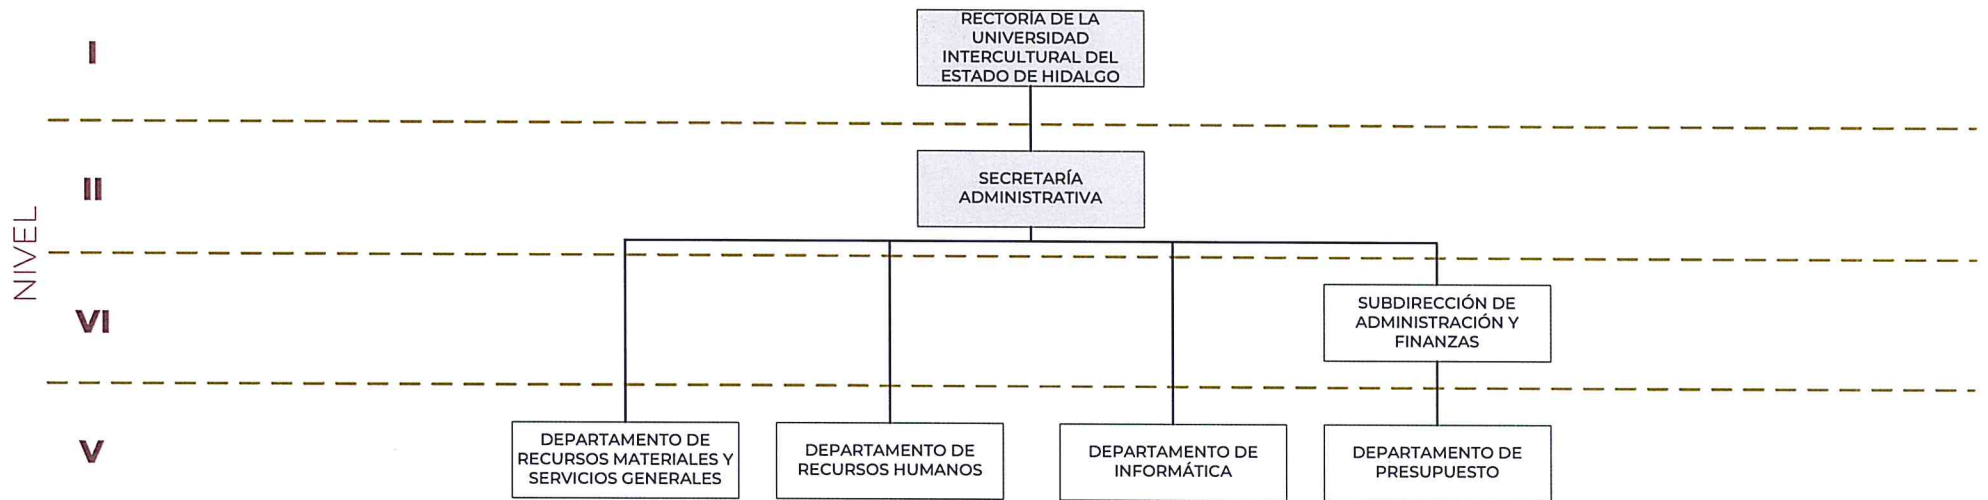 I
RECTORÍA DE LA
UNIVERSIDAD
INTERCULTURAL DEL
ESTADO DE HIDALGO
NIVEL
II
SECRETARÍA
ADMINISTRATIVA
VI
SUBDIRECCIÓN DE
ADMINISTRACIÓN Y
FINANZAS
V
DEPARTAMENTO DE
RECURSOS MATERIALES Y
SERVICIOS GENERALES
DEPARTAMENTO DE
RECURSOS HUMANOS
DEPARTAMENTO DE
INFORMÁTICA
DEPARTAMENTO DE
PRESUPUESTO